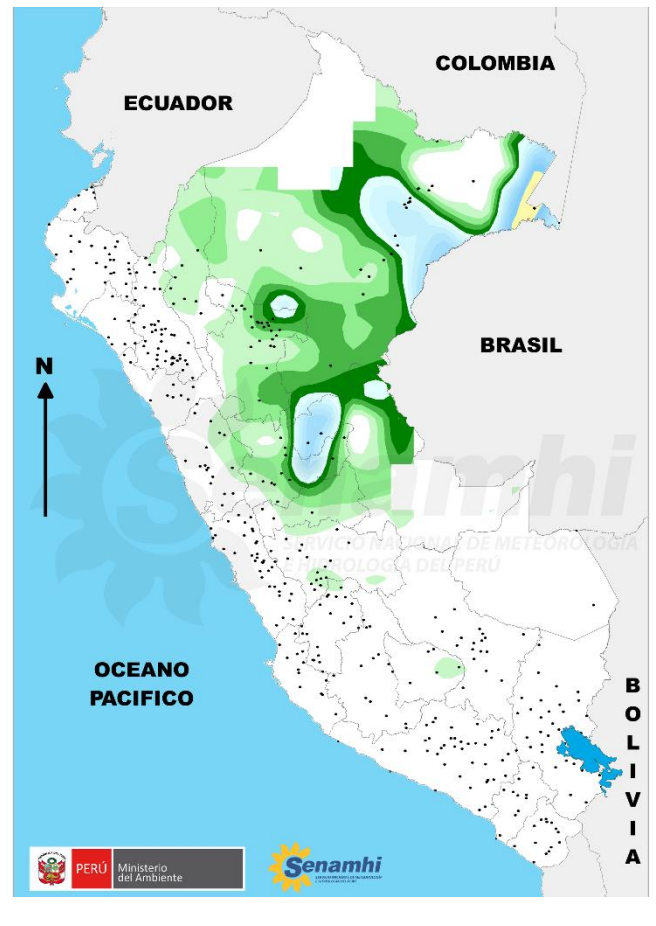 COLOMBIA
ECUADOR
BRASIL
N
Senamhi
SERVICIO NACIONAL DE METEOROLOGÍA
E HIDROLOGÍA DEL PERÚ
OCEANO
PACIFICO
B
O
L
I
V
I
A
PERÚ
Ministerio
del Ambiente
Senamhi